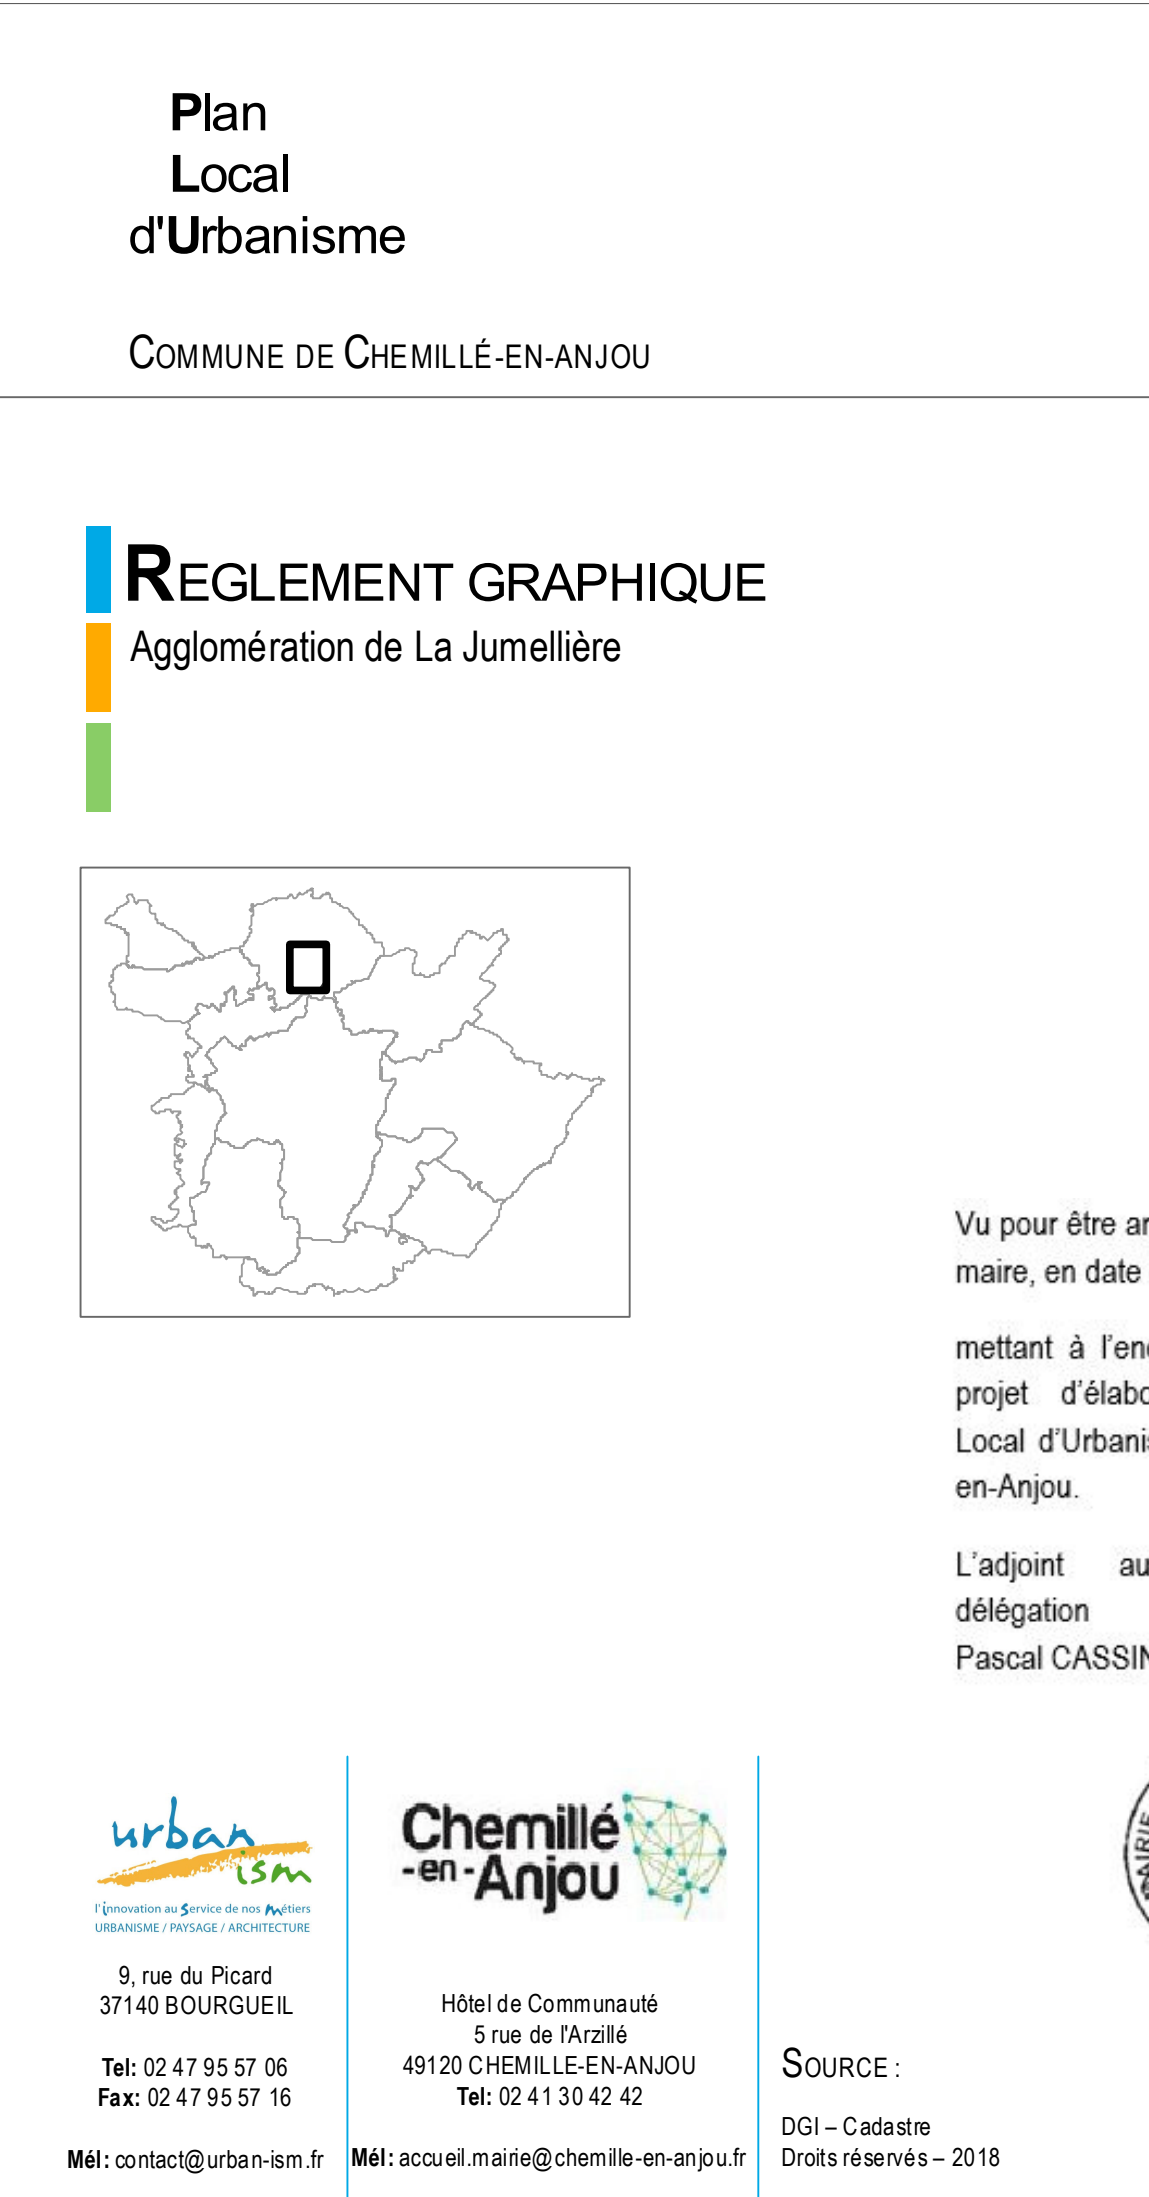 Plan
Local
d'Urbanisme
COMMUNE DE CHEMILLÉ-EN-ANJOU
REGLEMENT GRAPHIQUE
Agglomération de La Jumellière
Vu pour être
maire, en date
mettant à
projet
Local
en-Anjou.
L'adjoint
délégation
Pascal
urban
ism
l'innovation au Service de nos Métiers
URBANISME / PAYSAGE / ARCHITECTURE
9, rue du Picard
37140 BOURGUEIL
Tel: 02 47 95 57 06
Fax: 02 47 95 57 16
Mél : contact@urban-ism.fr
Chemillé
-en-Anjou
Hôtel de Communauté
5 rue de l'Arzillé
49120 CHEMILLE-EN-ANJOU
Tel: 02 41 30 42 42
Mél : accueil.mairie@chemille-en-anjou.fr
SOURCE :
DGI – Cadastre
Droits réservés – 2018
MAIRIE